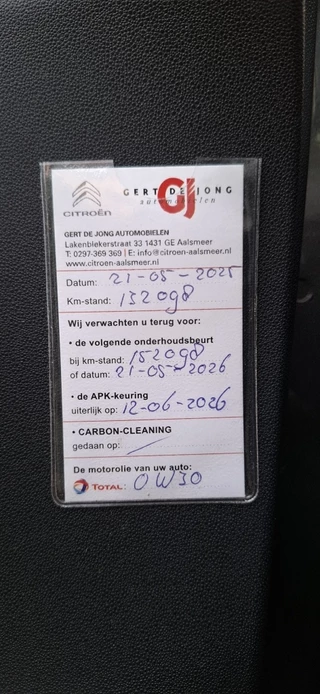 CITROËN
GERT DE JONG
automobielen
GERT DE JONG AUTOMOBIELEN
Lakenblekerstraat 33 1431 GE Aalsmeer
T: 0297-369 369 | E: info@citroen-aalsmeer.nl
www.citroen-aalsmeer.nl
Datum: 21-05-2025
Km-stand: 132098
Wij verwachten u terug voor:
• de volgende onderhoudsbeurt
bij km-stand: 152098
of datum: 21-05-2026
• de APK-keuring
uiterlijk op: 12-06-2026
• CARBON-CLEANING
gedaan op:
De motorolie van uw auto:
TOTAL: 0W30